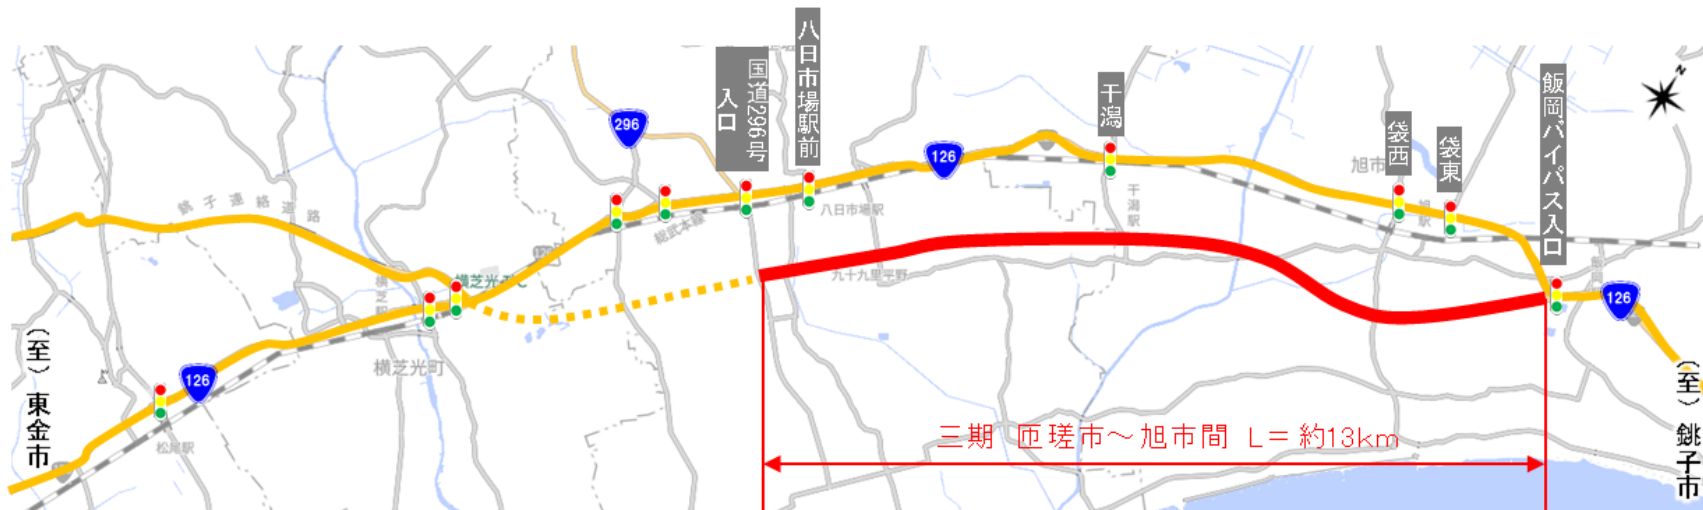 八日市場駅前
国道296号
入口
飯岡バイパス入口
干潟
袋西
袋東
N
296
126
旭市
銚子連絡道路
総武本線
八日市場駅
干潟駅
旭駅
横芝光IC
九十九里平野
横芝駅
126
(至)銚子市
(至)東金市
横芝光町
126
松尾駅
三期 匝瑳市～旭市間 L=約13km